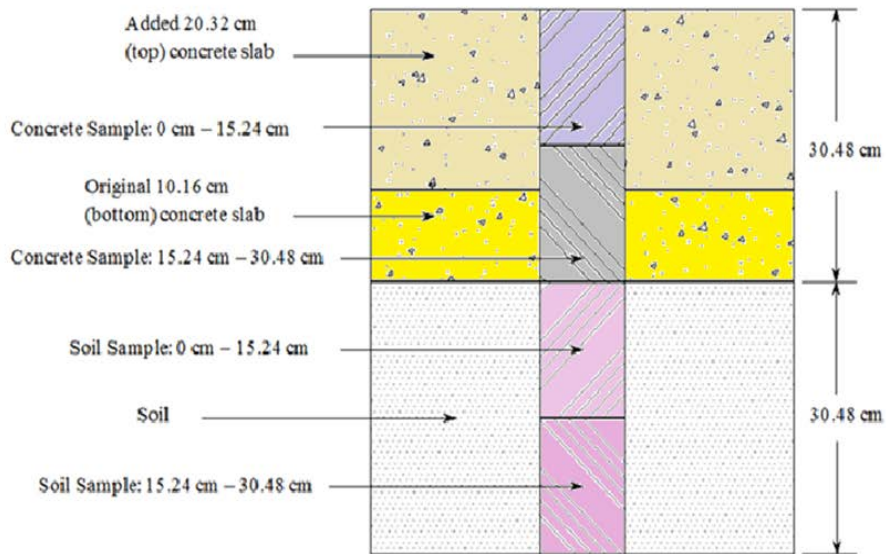 Added 20.32 cm
(top) concrete slab
Concrete Sample: 0 cm – 15.24 cm
30.48 cm
Original 10.16 cm
(bottom) concrete slab
Concrete Sample: 15.24 cm – 30.48 cm
Soil Sample: 0 cm – 15.24 cm
Soil
30.48 cm
Soil Sample: 15.24 cm – 30.48 cm